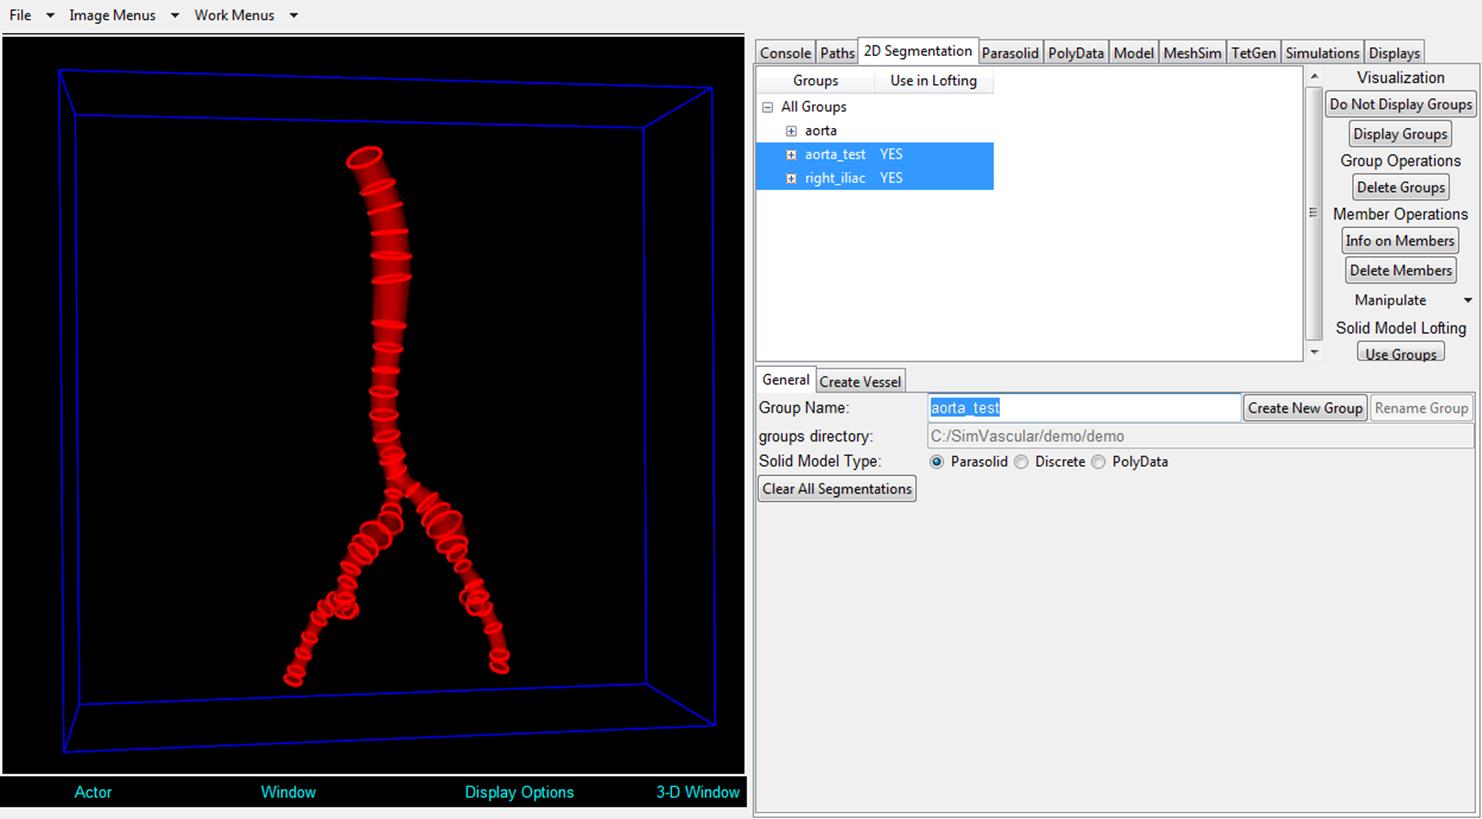 File Image Menus Work Menus
Console Paths 2D Segmentation Parasolid PolyData Model MeshSim TetGen Simulations Displays
Groups Use in Lofting
All Groups
aorta
aorta_test YES
right_iliac YES
Visualization
Do Not Display Groups
Display Groups
Group Operations
Delete Groups
Member Operations
Info on Members
Delete Members
Manipulate
Solid Model Lofting
Use Groups
General Create Vessel
Group Name: aorta_test Create New Group Rename Group
groups directory: C:/SimVascular/demo/demo
Solid Model Type: Parasolid Discrete PolyData
Clear All Segmentations
Actor Window Display Options 3-D Window